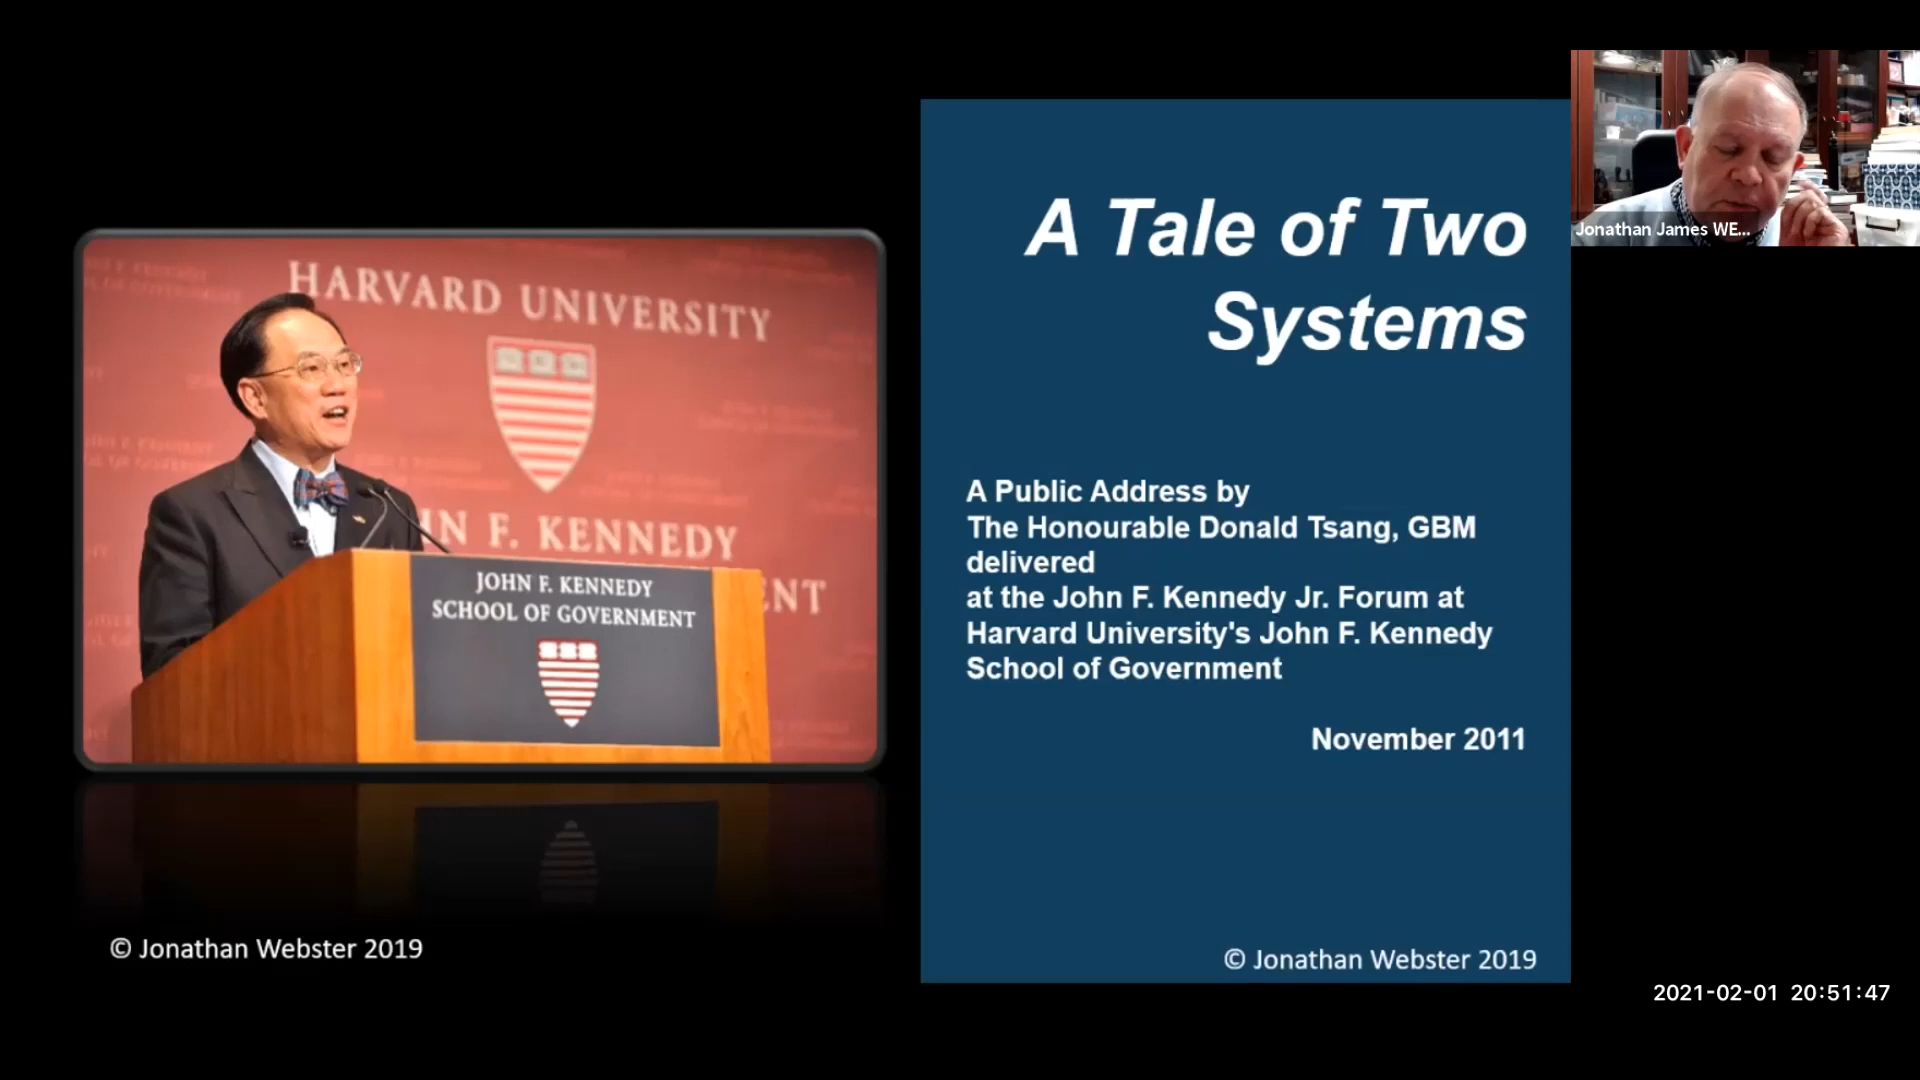 HARVARD UNIVERSITY
N F. KENNEDY
ENT
JOHN F. KENNEDY
SCHOOL OF GOVERNMENT
© Jonathan Webster 2019
A Tale of Two
Systems
A Public Address by
The Honourable Donald Tsang, GBM
delivered
at the John F. Kennedy Jr. Forum at
Harvard University's John F. Kennedy
School of Government
November 2011
© Jonathan Webster 2019
Jonathan James WE...
2021-02-01 20:51:47